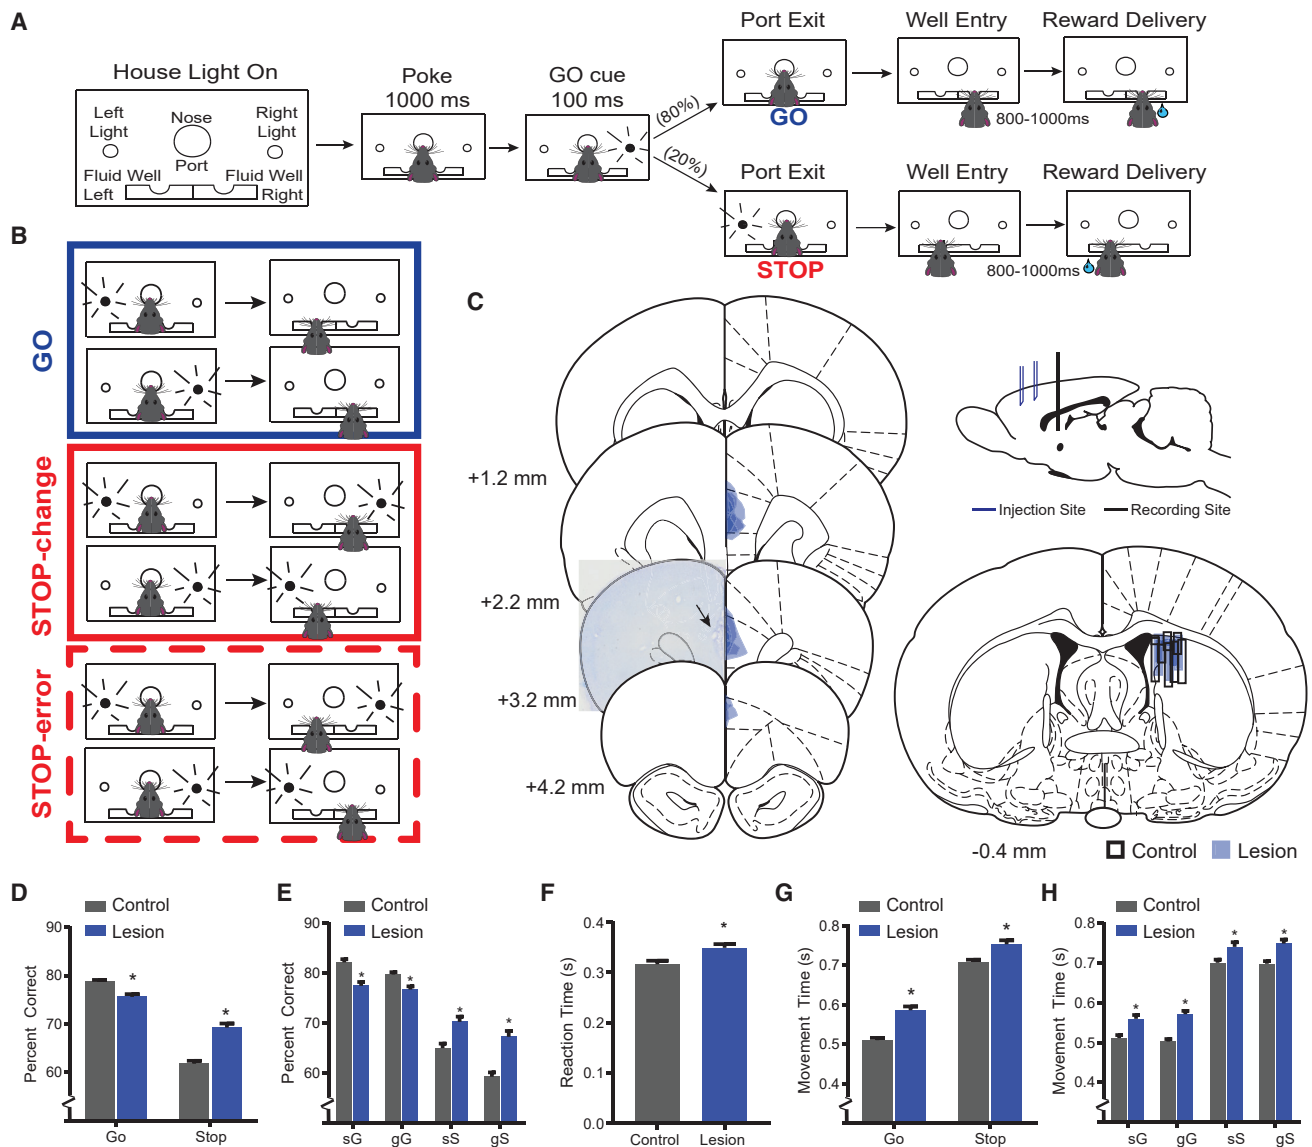 A
House Light On
Left
Light
Nose
Port
Right
Light
Fluid Well
Left
Fluid Well
Right
Poke
1000 ms
GO cue
100 ms
(80%)
(20%)
Port Exit
Well Entry
Reward Delivery
GO
800-1000ms
Port Exit
Well Entry
Reward Delivery
STOP
800-1000ms
B
GO
STOP-change
STOP-error
C
+1.2 mm
+2.2 mm
+3.2 mm
+4.2 mm
Injection Site
Recording Site
-0.4 mm
Control
Lesion
D
Control
Lesion
Percent Correct
90
80
70
60
*
*
Go
Stop
E
Control
Lesion
Percent Correct
90
80
70
60
*
*
*
*
sG
gG
sS
gS
F
Reaction Time (s)
0.4
0.3
0.2
0.1
0.0
*
Control
Lesion
G
Control
Lesion
Movement Time (s)
0.8
0.7
0.6
0.5
0.4
*
*
Go
Stop
H
Control
Lesion
Movement Time (s)
0.8
0.7
0.6
0.5
0.4
*
*
*
*
sG
gG
sS
gS